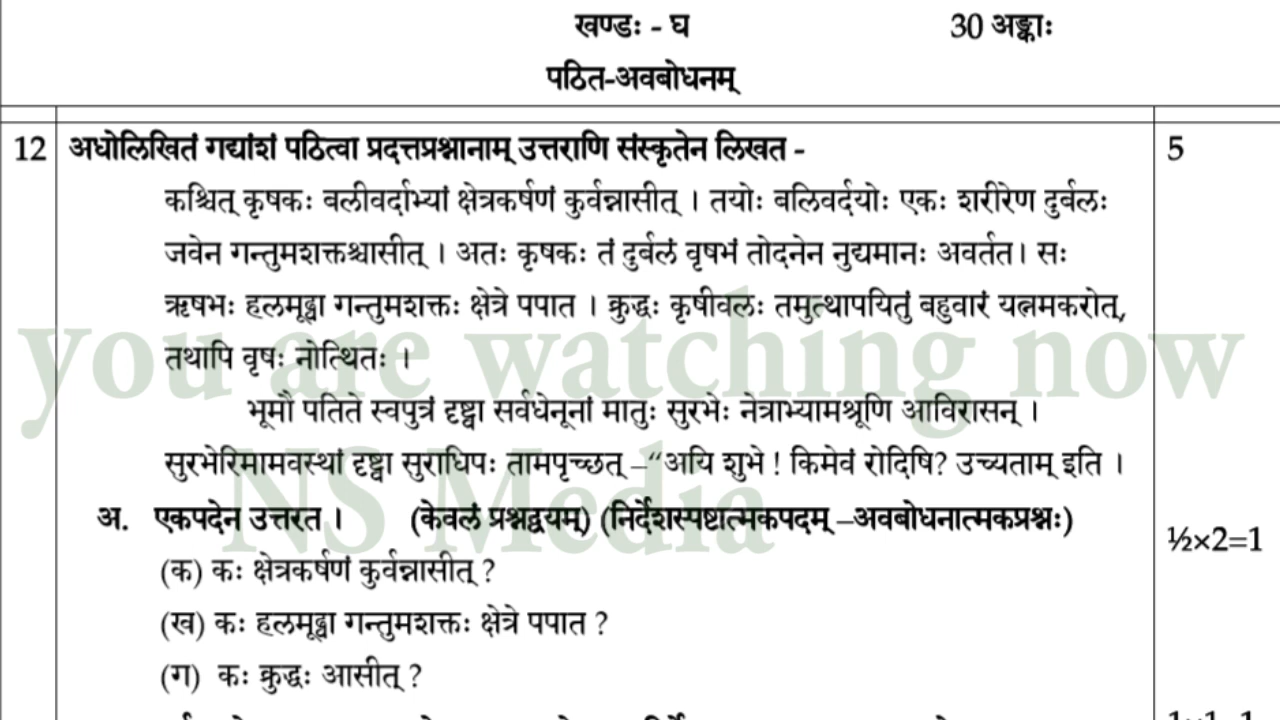 खण्डः - घ 30 अङ्काः
पठित-अवबोधनम्
12 अधोलिखितं गद्यांशं पठित्वा प्रदत्तप्रश्नानाम् उत्तराणि संस्कृतेन लिखत - 5
कश्चित् कृषकः बलीवर्दाभ्यां क्षेत्रकर्षणं कुर्वन्नासीत् । तयोः बलिवर्दयोः एकः शरीरेण दुर्बलः
जवेन गन्तुमशक्तश्चासीत् । अतः कृषकः तं दुर्बलं वृषभं तोदनेन नुद्यमानः अवर्तत। सः
ऋषभः हलमूढ्वा गन्तुमशक्तः क्षेत्रे पपात । क्रुद्धः कृषीवलः तमुत्थापयितुं बहुवारं यत्नमकरोत्,
तथापि वृषः नोत्थितः ।
भूमौ पतिते स्वपुत्रं दृष्ट्वा सर्वधेनूनां मातुः सुरभेः नेत्राभ्यामश्रूणि आविरासन् ।
सुरभेरिमामवस्थां दृष्ट्वा सुराधिपः तामपृच्छत् –“अयि शुभे ! किमेवं रोदिषि? उच्यताम् इति ।
अ. एकपदेन उत्तरत । (केवलं प्रश्नद्वयम्) (निर्देशस्पष्टात्मकपदम् –अवबोधनात्मकप्रश्नः) ½×2=1
(क) कः क्षेत्रकर्षणं कुर्वन्नासीत् ?
(ख) कः हलमूढ्वा गन्तुमशक्तः क्षेत्रे पपात ?
(ग) कः क्रुद्धः आसीत् ?
you are watching now
NS Media